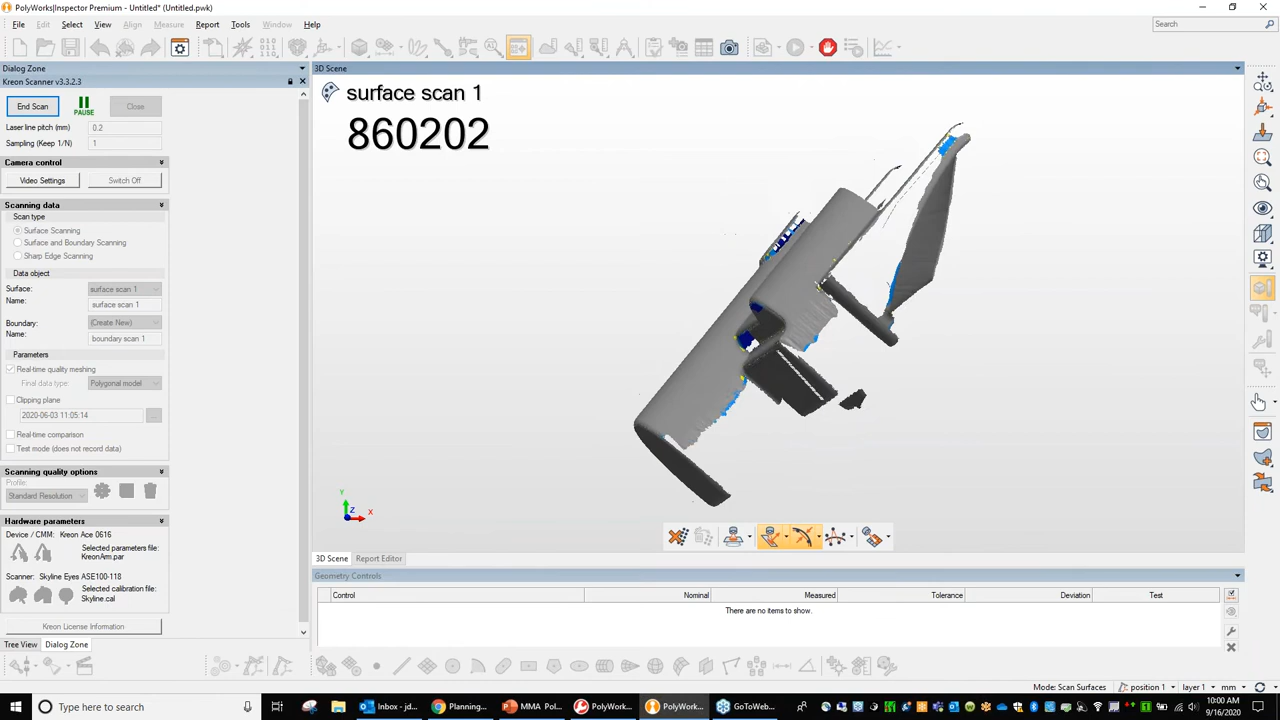 PolyWorks|Inspector Premium - Untitled* (Untitled.pwk)
File Edit Select View Align Measure Report Tools Window Help
Search
Dialog Zone
3D Scene
Kreon Scanner v3.3.2.3
End Scan
PAUSE
Close
Laser line pitch (mm) 0.2
Sampling (Keep 1/N) 1
Camera control
Video Settings
Switch Off
Scanning data
Scan type
Surface Scanning
Surface and Boundary Scanning
Sharp Edge Scanning
Data object
Surface: surface scan 1
Name: surface scan 1
Boundary: (Create New)
Name: boundary scan 1
Parameters
Real-time quality meshing
Final data type: Polygonal model
Clipping plane
2020-06-03 11:05:14
...
Real-time comparison
Test mode (does not record data)
Scanning quality options
Profile:
Standard Resolution
Hardware parameters
Device / CMM: Kreon Ace 0616
Selected parameters file:
KreonArm.par
Scanner: Skyline Eyes ASE100-118
Selected calibration file:
Skyline.cal
Kreon License Information
Tree View Dialog Zone
surface scan 1
860202
Y
Z
X
3D Scene Report Editor
Geometry Controls
Control Nominal Measured Tolerance Deviation Test
There are no items to show.
Mode: Scan Surfaces position 1 layer 1 mm
Type here to search
Inbox - jd...
Planning...
MMA Pol...
PolyWork...
PolyWork...
GoToWeb...
10:00 AM
9/16/2020